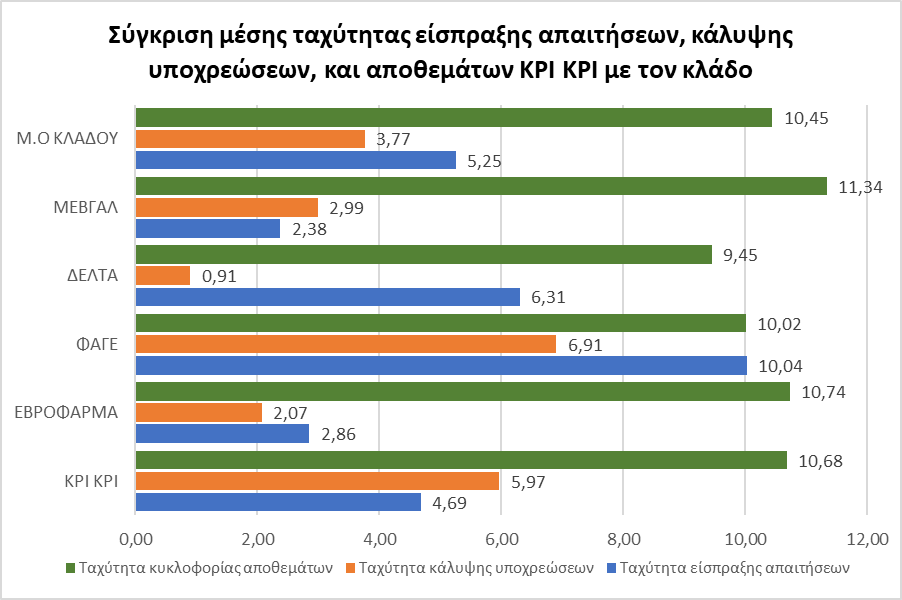 Σύγκριση μέσης ταχύτητας είσπραξης απαιτήσεων, κάλυψης
υποχρεώσεων, και αποθεμάτων ΚΡΙ ΚΡΙ με τον κλάδο
Μ.Ο ΚΛΑΔΟΥ
10,45
3,77
5,25
ΜΕΒΓΑΛ
11,34
2,99
2,38
ΔΕΛΤΑ
9,45
0,91
6,31
ΦΑΓΕ
10,02
6,91
10,04
ΕΒΡΟΦΑΡΜΑ
10,74
2,07
2,86
ΚΡΙ ΚΡΙ
10,68
5,97
4,69
0,00 2,00 4,00 6,00 8,00 10,00 12,00
Ταχύτητα κυκλοφορίας αποθεμάτων Ταχύτητα κάλυψης υποχρεώσεων Ταχύτητα είσπραξης απαιτήσεων